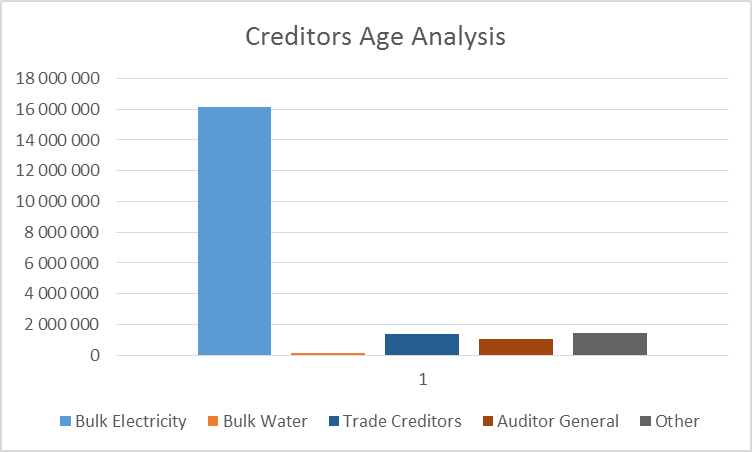 Creditors Age Analysis
18 000 000
16 000 000
14 000 000
12 000 000
10 000 000
8 000 000
6 000 000
4 000 000
2 000 000
0
1
Bulk Electricity Bulk Water Trade Creditors Auditor General Other